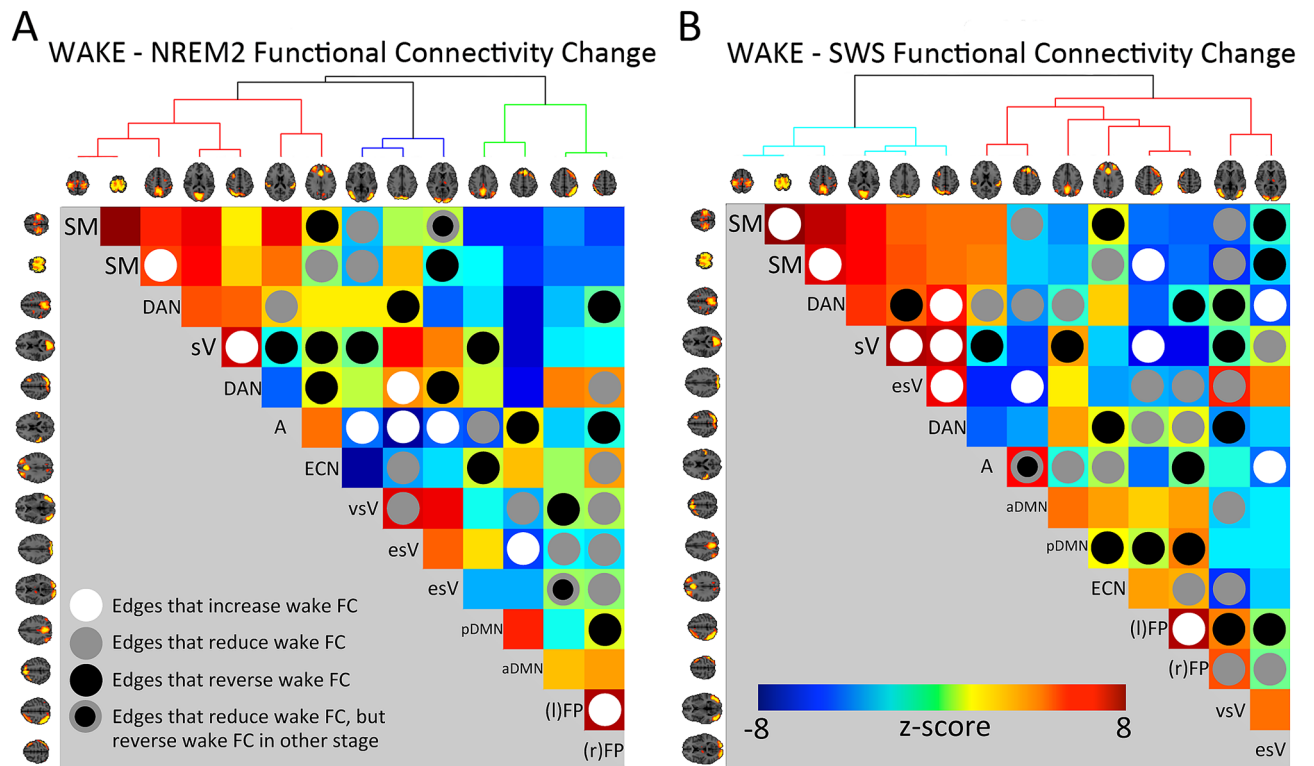 A
WAKE - NREM2 Functional Connectivity Change
SM
SM
DAN
sV
DAN
A
ECN
vsV
esV
esV
pDMN
aDMN
(l)FP
(r)FP
Edges that increase wake FC
Edges that reduce wake FC
Edges that reverse wake FC
Edges that reduce wake FC, but
reverse wake FC in other stage
B
WAKE - SWS Functional Connectivity Change
SM
SM
DAN
sV
esV
DAN
A
aDMN
pDMN
ECN
(l)FP
(r)FP
vsV
esV
-8 z-score 8